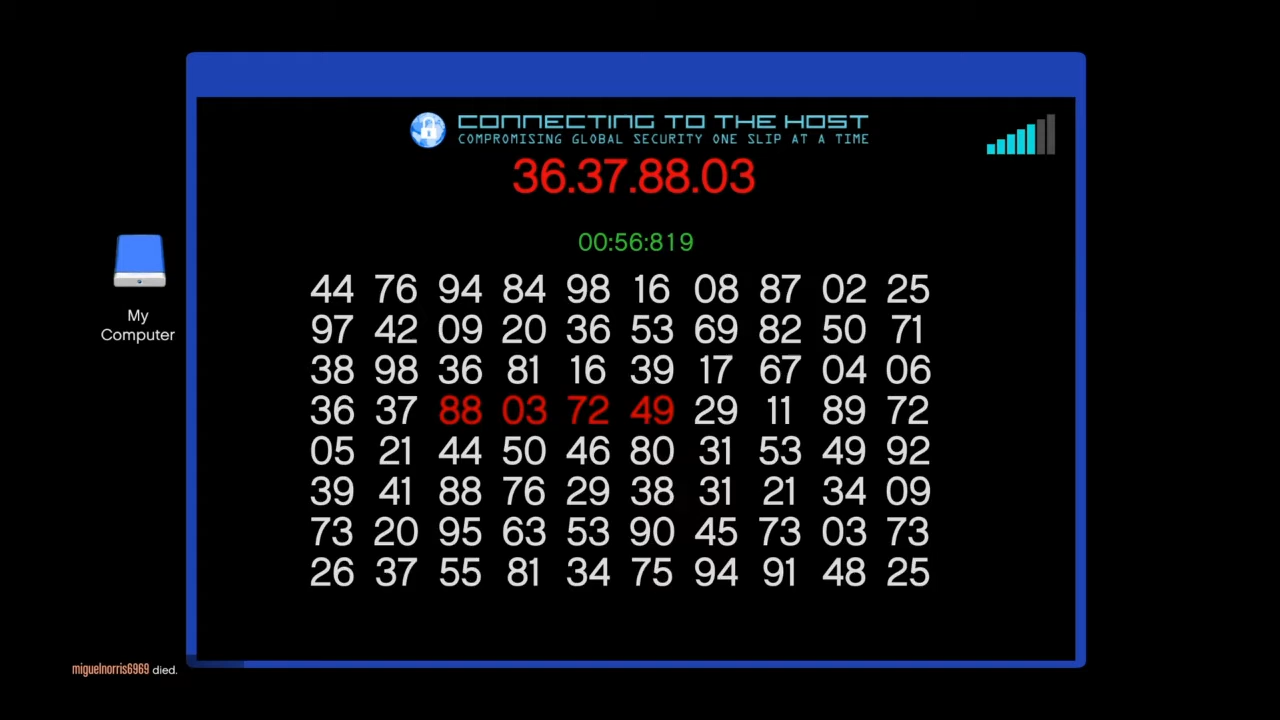 CONNECTING TO THE HOST
COMPROMISING GLOBAL SECURITY ONE SLIP AT A TIME
36.37.88.03
00:56:819
44 76 94 84 98 16 08 87 02 25
97 42 09 20 36 53 69 82 50 71
38 98 36 81 16 39 17 67 04 06
36 37 88 03 72 49 29 11 89 72
05 21 44 50 46 80 31 53 49 92
39 41 88 76 29 38 31 21 34 09
73 20 95 63 53 90 45 73 03 73
26 37 55 81 34 75 94 91 48 25
My
Computer
miguelnorris6969 died.